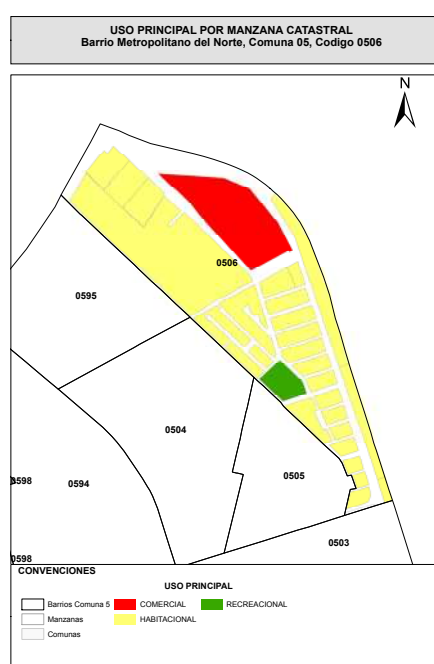 USO PRINCIPAL POR MANZANA CATASTRAL
Barrio Metropolitano del Norte, Comuna 05, Codigo 0506
N
0506
0595
0504
0505
0598
0594
0503
0598
CONVENCIONES
USO PRINCIPAL
Barrios Comuna 5 COMERCIAL RECREACIONAL
Manzanas HABITACIONAL
Comunas